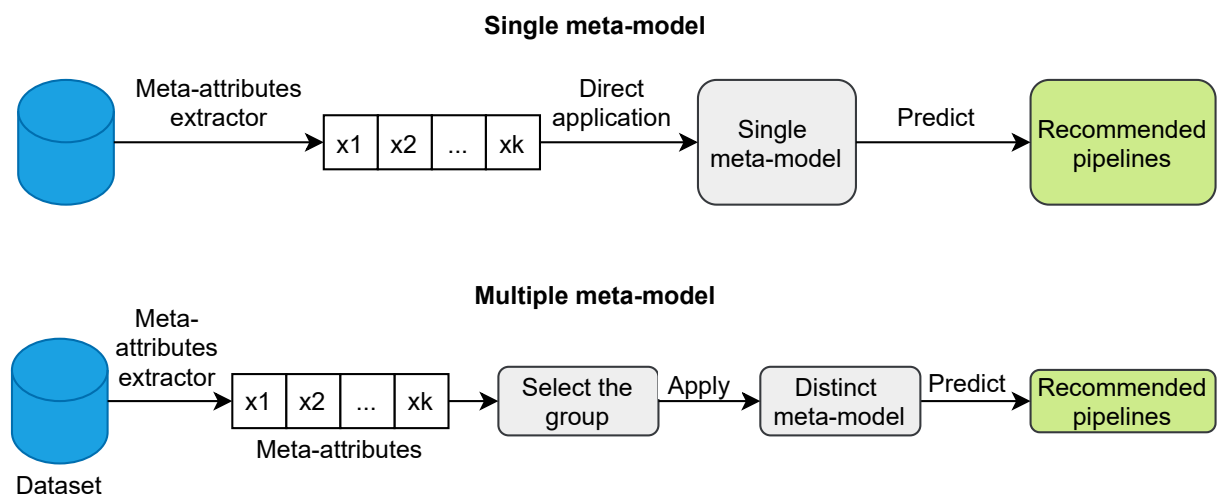 Single meta-model
Meta-attributes
extractor
x1 x2 ... xk
Direct
application
Single
meta-model
Predict
Recommended
pipelines
Multiple meta-model
Meta-
attributes
extractor
x1 x2 ... xk
Meta-attributes
Select the
group
Apply
Distinct
meta-model
Predict
Recommended
pipelines
Dataset